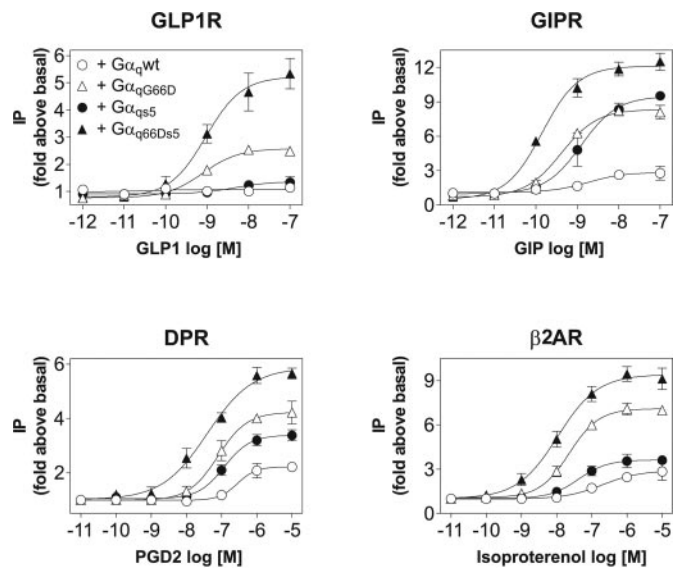 GLP1R
IP
(fold above basal)
6
5
4
3
2
1
+ Gαqwt
+ GαqG66D
+ Gαqs5
+ Gαq66Ds5
-12 -11 -10 -9 -8 -7
GLP1 log [M]
GIPR
IP
(fold above basal)
12
9
6
3
0
-12 -11 -10 -9 -8 -7
GIP log [M]
DPR
IP
(fold above basal)
6
4
2
-11 -10 -9 -8 -7 -6 -5
PGD2 log [M]
β2AR
IP
(fold above basal)
9
6
3
0
-11 -10 -9 -8 -7 -6 -5
Isoproterenol log [M]